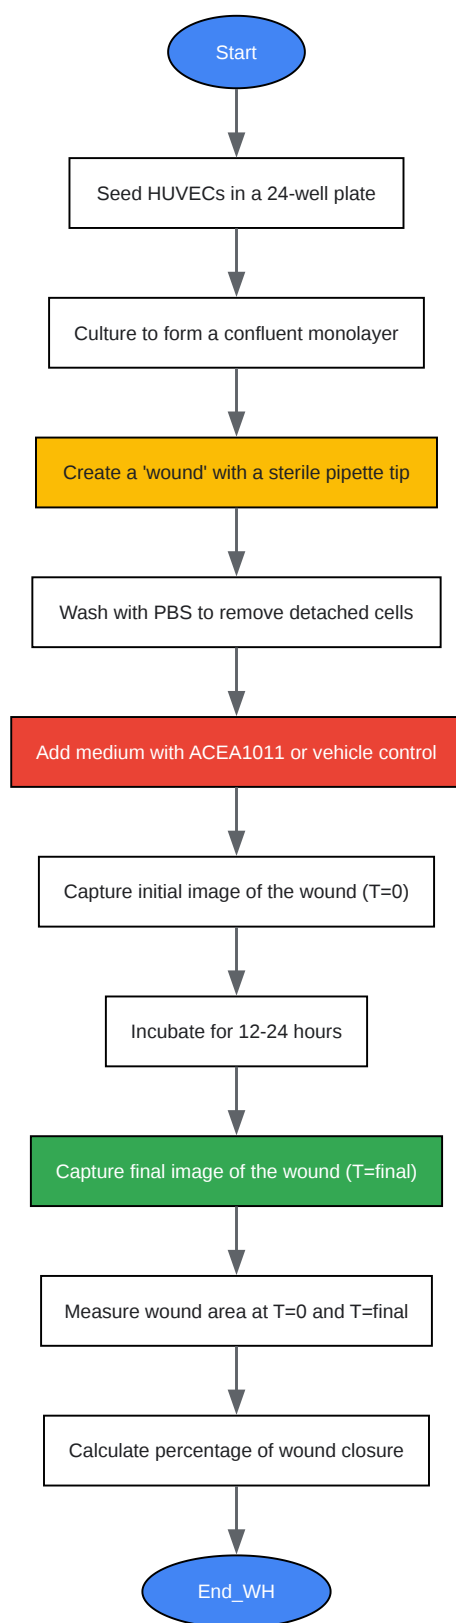 Start
Seed HUVECs in a 24-well plate
Culture to form a confluent monolayer
Create a 'wound' with a sterile pipette tip
Wash with PBS to remove detached cells
Add medium with ACEA1011 or vehicle control
Capture initial image of the wound (T=0)
Incubate for 12-24 hours
Capture final image of the wound (T=final)
Measure wound area at T=0 and T=final
Calculate percentage of wound closure
End_WH